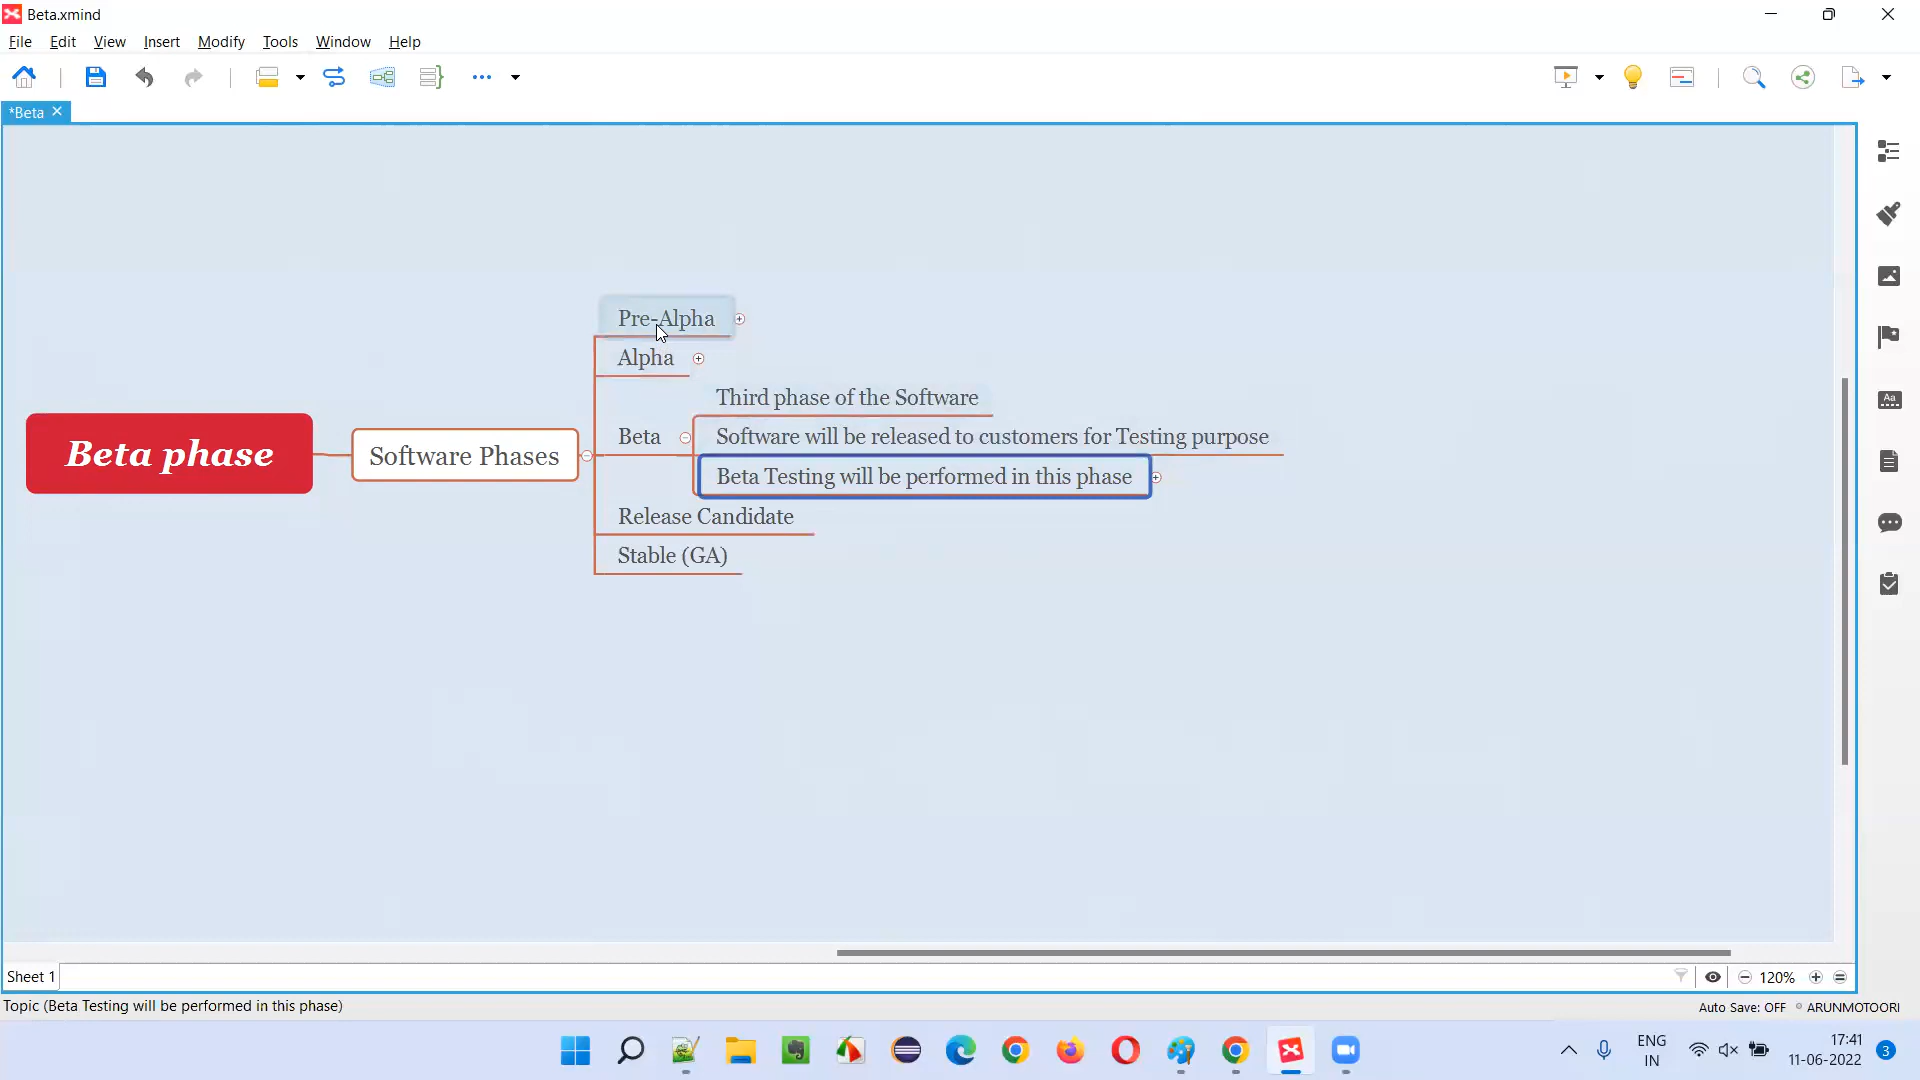 Beta.xmind
File Edit View Insert Modify Tools Window Help
*Beta
Pre-Alpha
Alpha
Third phase of the Software
Beta phase
Software Phases
Beta
Software will be released to customers for Testing purpose
Beta Testing will be performed in this phase
Release Candidate
Stable (GA)
Aa
Sheet 1
120%
Topic (Beta Testing will be performed in this phase)
Auto Save: OFF
ARUNMOTOORI
ENG
IN
17:41
11-06-2022
3